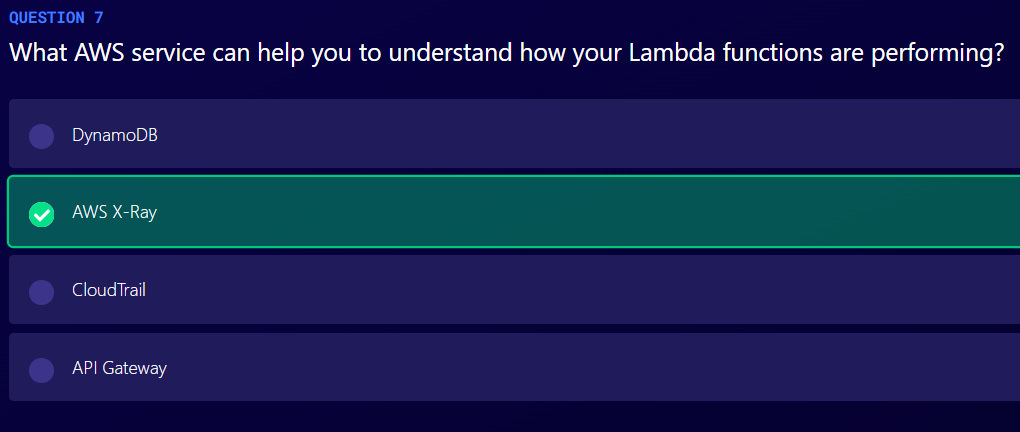 QUESTION 7
What AWS service can help you to understand how your Lambda functions are performing?
DynamoDB
AWS X-Ray
CloudTrail
API Gateway